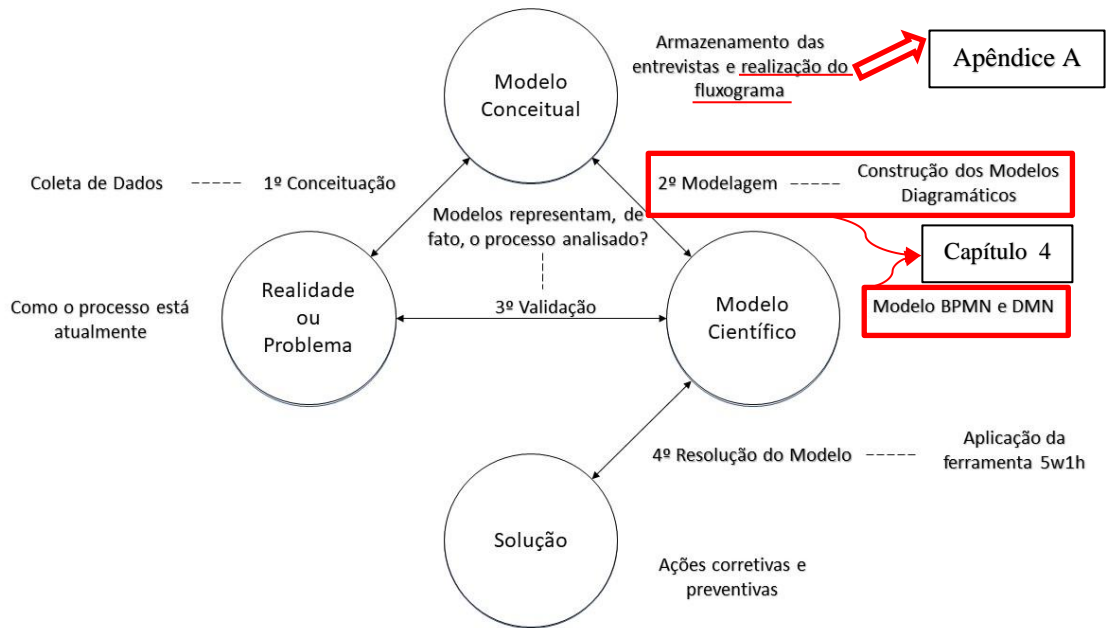 Armazenamento das
entrevistas e realização do
fluxograma
Apêndice A
Modelo
Conceitual
Coleta de Dados
1º Conceituação
2º Modelagem
Construção dos Modelos
Diagramáticos
Modelos representam, de
fato, o processo analisado?
Capítulo 4
Como o processo está
atualmente
Realidade
ou
Problema
3º Validação
Modelo
Científico
Modelo BPMN e DMN
4º Resolução do Modelo
Aplicação da
ferramenta 5w1h
Solução
Ações corretivas e
preventivas